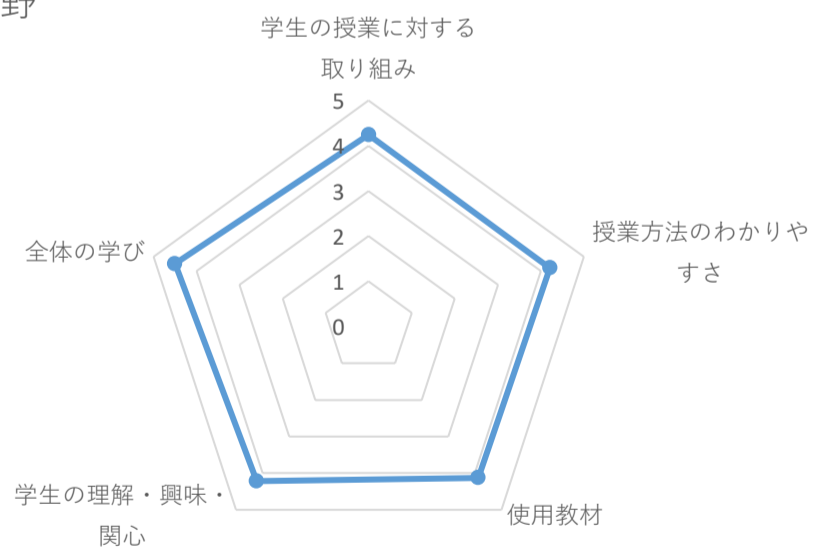 野
学生の授業に対する
取り組み
5
4
3
2
1
0
授業方法のわかりや
すさ
使用教材
学生の理解・興味・
関心
全体の学び